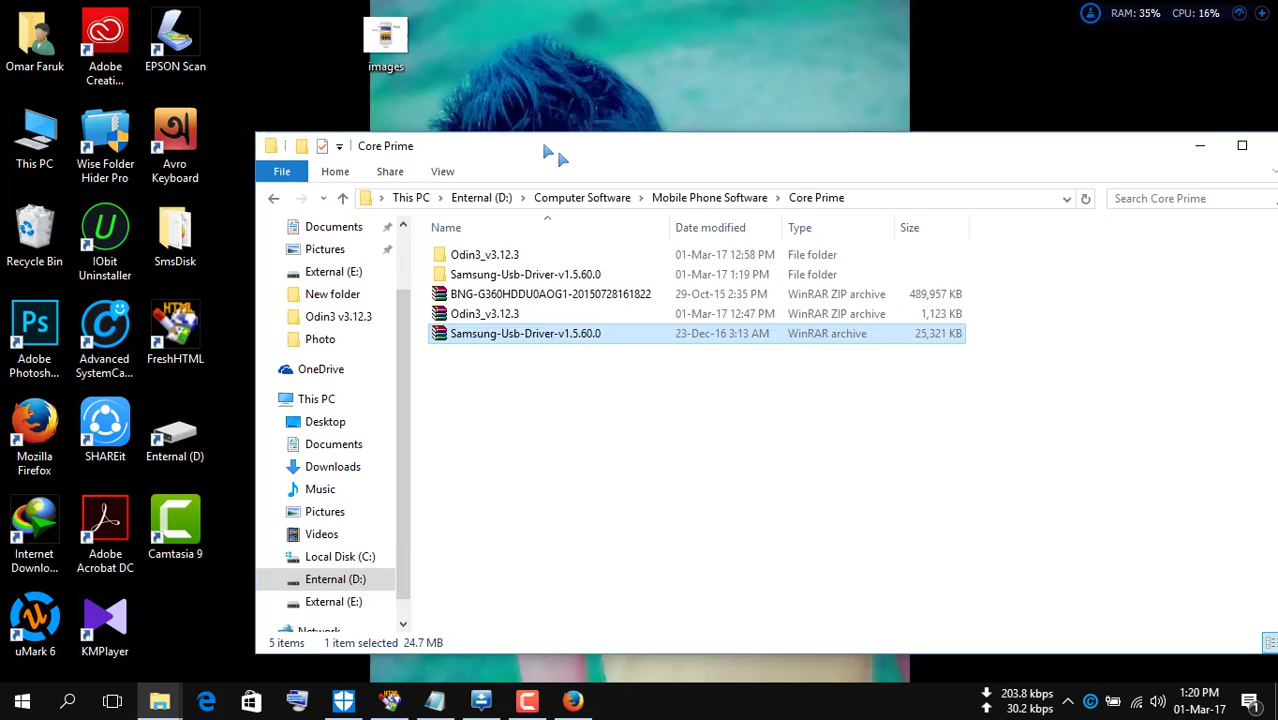 Omar Faruk
Adobe
Creati...
EPSON Scan
images
RAM: 35% CPU: 16%
This PC
Wise Folder
Hider Pro
অ
Avro
Keyboard
Recycle Bin
IObit
Uninstaller
SmsDisk
Ps
Adobe
Photosh...
Advanced
SystemCa...
HTML
FreshHTML
Mozilla
Firefox
SHAREit
Enternal (D)
Internet
Downlo...
Adobe
Acrobat DC
Camtasia 9
uMark 6
KMPlayer
Core Prime
File Home Share View
This PC Enternal (D:) Computer Software Mobile Phone Software Core Prime
Search Core Prime
Name Date modified Type Size
Odin3_v3.12.3 01-Mar-17 12:58 PM File folder
Samsung-Usb-Driver-v1.5.60.0 01-Mar-17 1:19 PM File folder
BNG-G360HDDU0AOG1-20150728161822 29-Oct-15 2:35 PM WinRAR ZIP archive 489,957 KB
Odin3_v3.12.3 01-Mar-17 12:47 PM WinRAR ZIP archive 1,123 KB
Samsung-Usb-Driver-v1.5.60.0 23-Dec-16 3:13 AM WinRAR archive 25,321 KB
Documents
Pictures
External (E:)
New folder
Odin3 v3.12.3
Photo
OneDrive
This PC
Desktop
Documents
Downloads
Music
Pictures
Videos
Local Disk (C:)
Enternal (D:)
External (E:)
Network
5 items 1 item selected 24.7 MB
203.8 kbps
30.2 kbps
1:20 PM
01-Mar-17
1